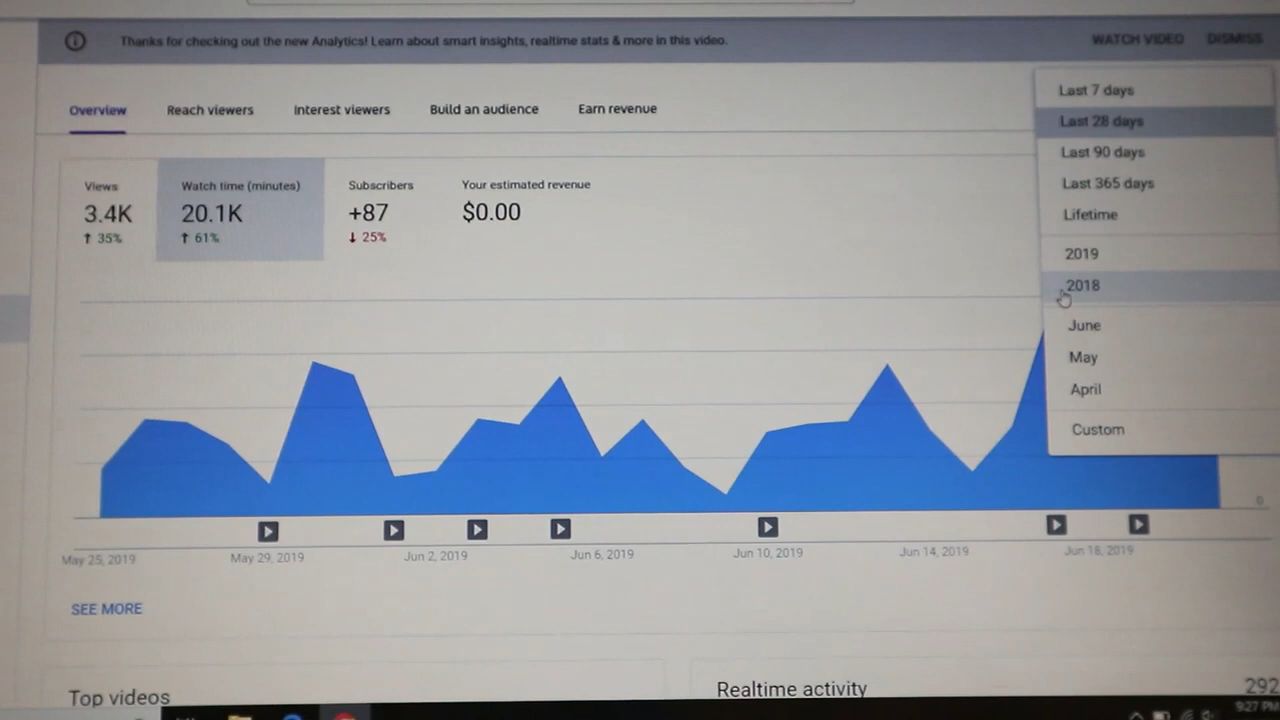 Thanks for checking out the new Analytics! Learn about smart insights, realtime stats & more in this video. WATCH VIDEO DISMISS
Overview Reach viewers Interest viewers Build an audience Earn revenue
Last 7 days
Last 28 days
Last 90 days
Last 365 days
Lifetime
2019
2018
June
May
April
Custom
Views
3.4K
↑ 35%
Watch time (minutes)
20.1K
↑ 61%
Subscribers
+87
↓ 25%
Your estimated revenue
$0.00
0
May 25, 2019 May 29, 2019 Jun 2, 2019 Jun 6, 2019 Jun 10, 2019 Jun 14, 2019 Jun 18, 2019
SEE MORE
Top videos
Realtime activity
292
9:27 PM